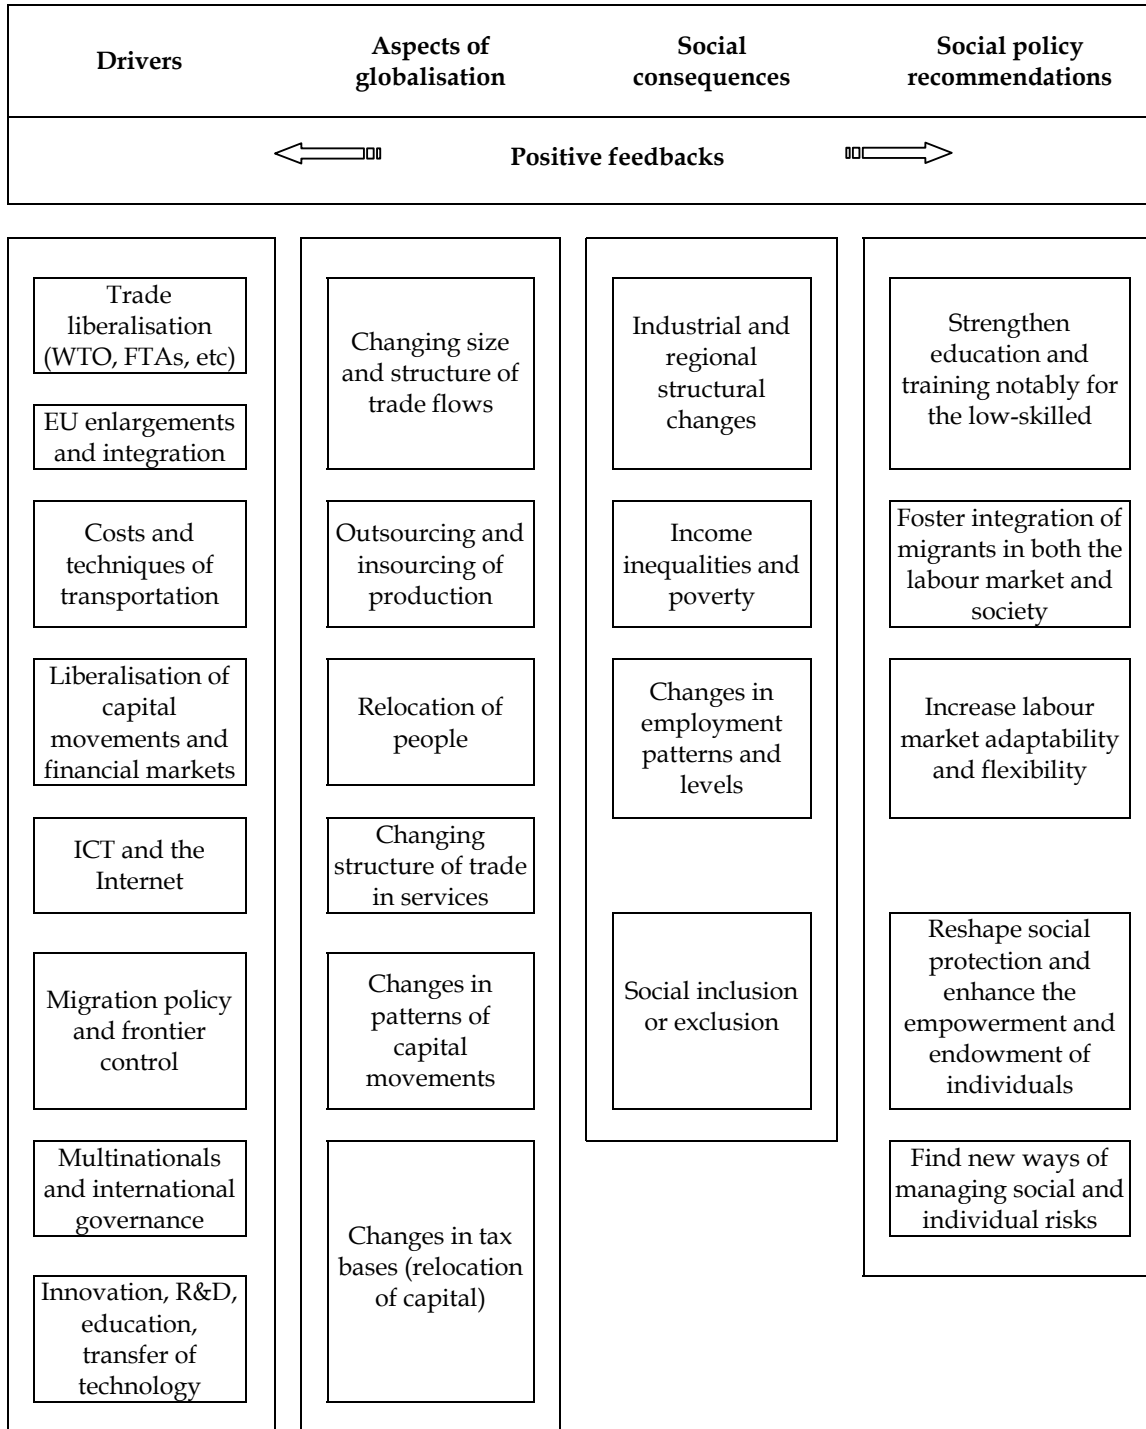 Drivers
Aspects of
globalisation
Social
consequences
Social policy
recommendations
Positive feedbacks
Trade
liberalisation
(WTO, FTAs, etc)
EU enlargements
and integration
Costs and
techniques of
transportation
Liberalisation of
capital
movements and
financial markets
ICT and the
Internet
Migration policy
and frontier
control
Multinationals
and international
governance
Innovation, R&D,
education,
transfer of
technology
Changing size
and structure of
trade flows
Outsourcing and
insourcing of
production
Relocation of
people
Changing
structure of trade
in services
Changes in
patterns of
capital
movements
Changes in tax
bases (relocation
of capital)
Industrial and
regional
structural
changes
Income
inequalities and
poverty
Changes in
employment
patterns and
levels
Social inclusion
or exclusion
Strengthen
education and
training notably for
the low-skilled
Foster integration of
migrants in both the
labour market and
society
Increase labour
market adaptability
and flexibility
Reshape social
protection and
enhance the
empowerment and
endowment of
individuals
Find new ways of
managing social and
individual risks